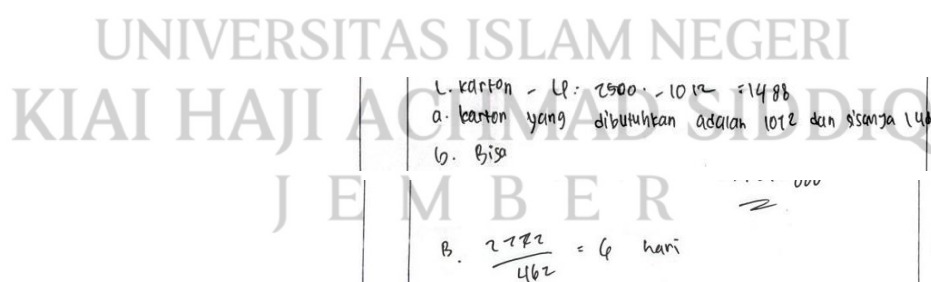 UNIVERSITAS ISLAM NEGERI
KIAI HAJI ACHMAD SIDDIQ
JEMBER
L. karton - Lp: 2500 - 1012 = 1488
a. karton yang dibutuhkan adalah 1012 dan sisanya
b. Bisa
B. 2772 / 462 = 6 hari